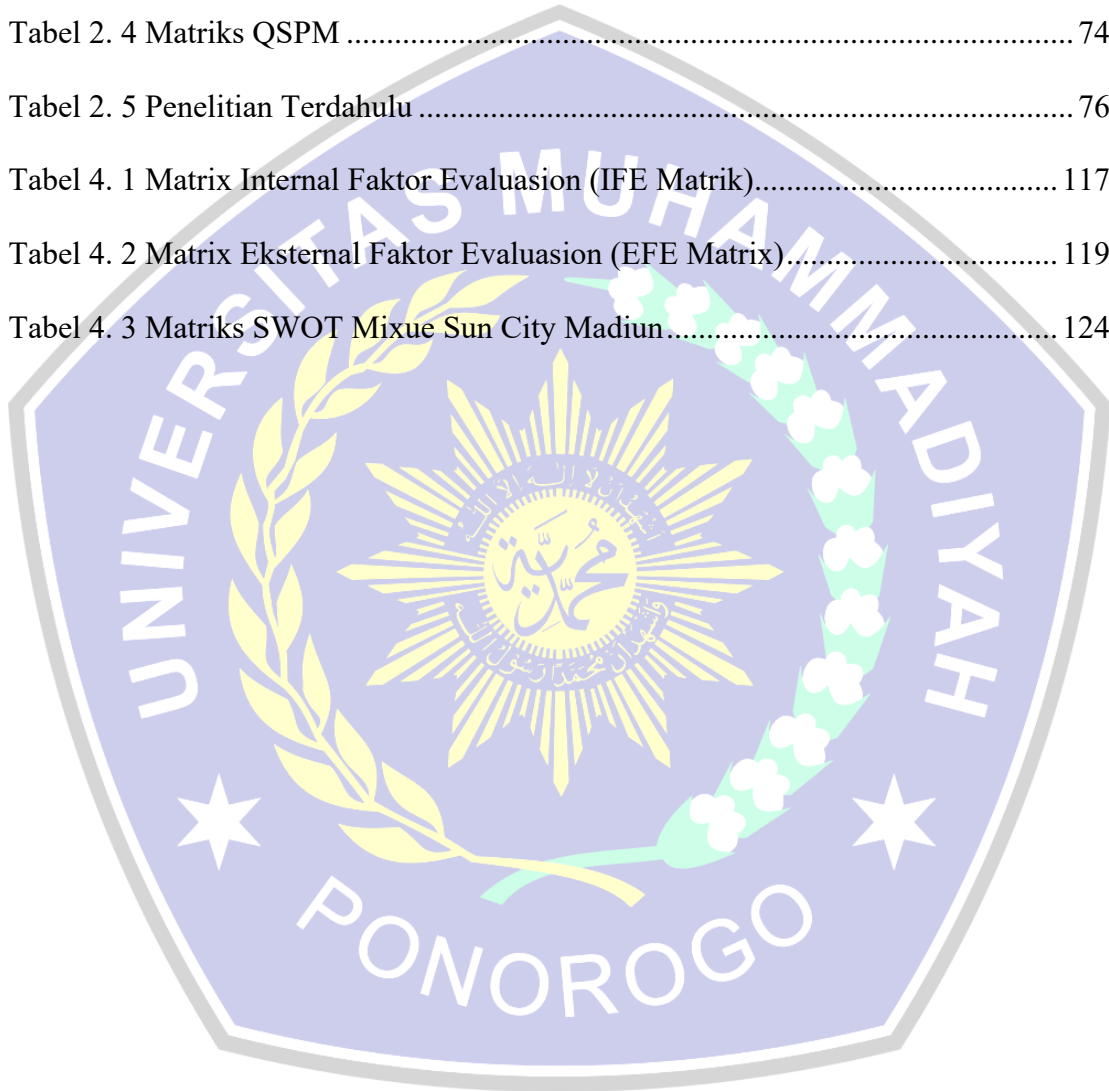 Tabel 2. 4 Matriks QSPM ........................................................................................... 74
Tabel 2. 5 Penelitian Terdahulu .................................................................................. 76
Tabel 4. 1 Matrix Internal Faktor Evaluasion (IFE Matrik)...................................... 117
Tabel 4. 2 Matrix Eksternal Faktor Evaluasion (EFE Matrix).................................. 119
Tabel 4. 3 Matriks SWOT Mixue Sun City Madiun ................................................. 124
UNIVERSITAS MUHAMMADIYAH
محمد
PONOROGO